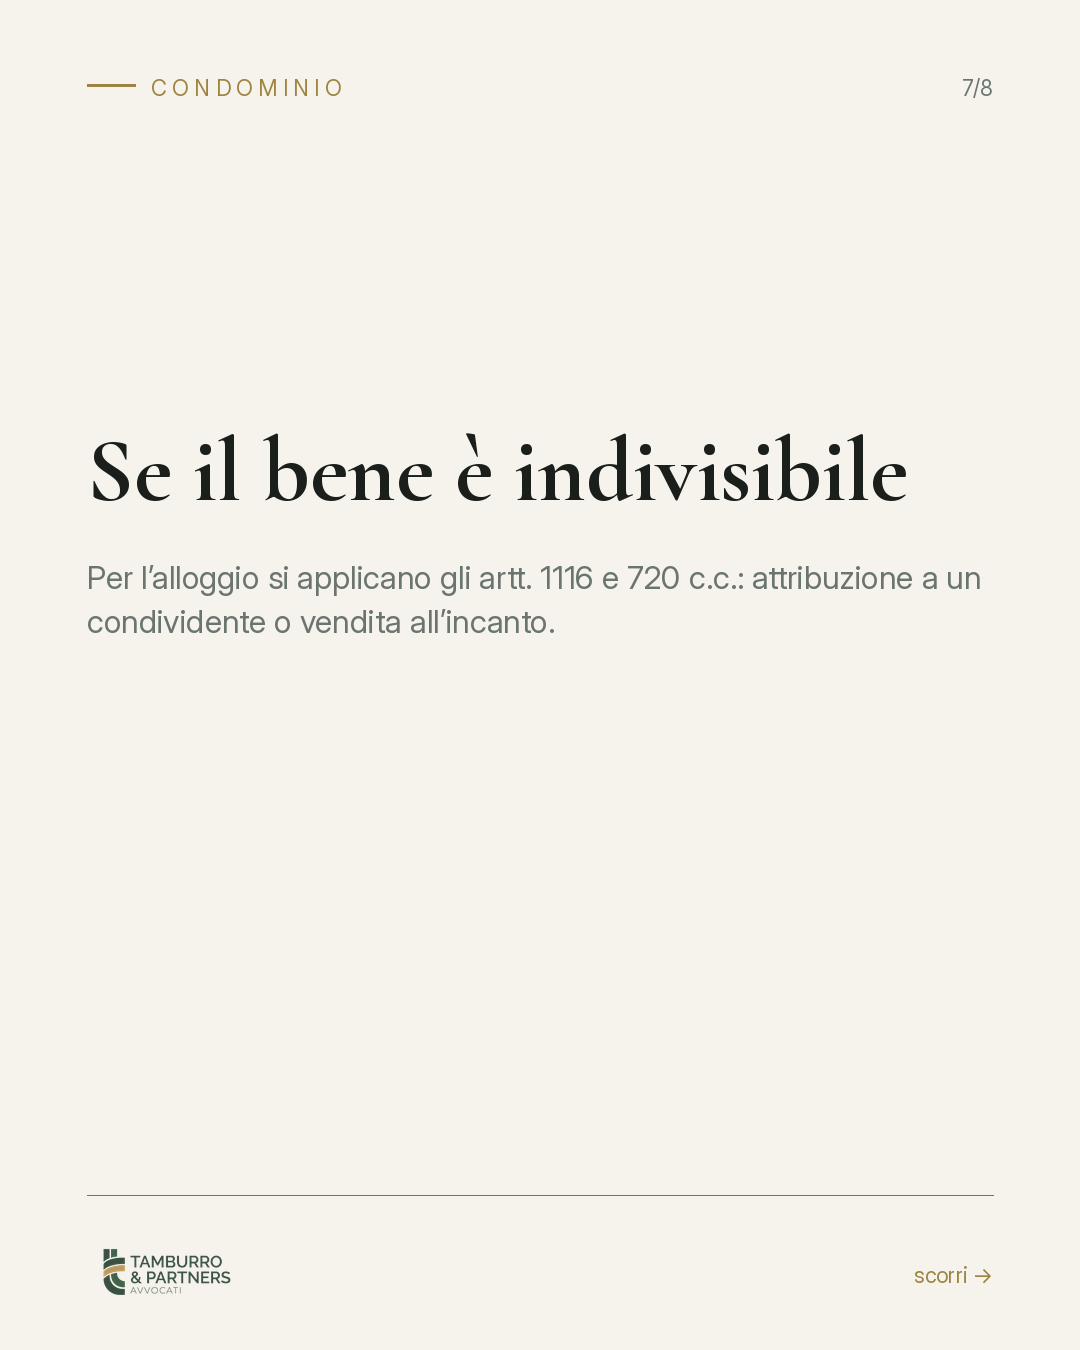 CONDOMINIO
7/8
Se il bene è indivisibile
Per l’alloggio si applicano gli artt. 1116 e 720 c.c.: attribuzione a un
condividente o vendita all’incanto.
TAMBURRO
& PARTNERS
AVVOCATI
scorri →